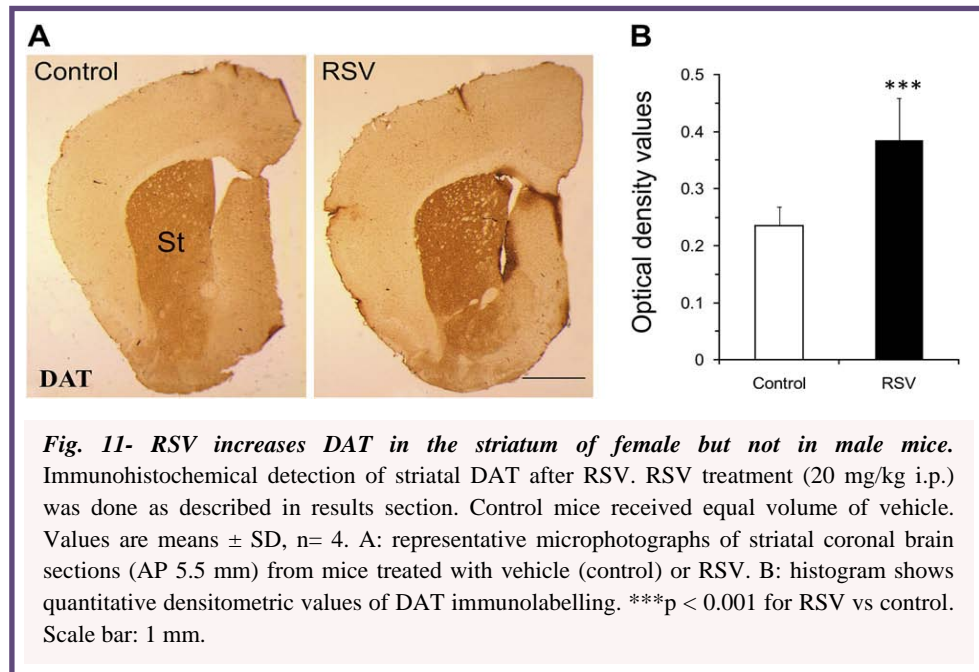 A
Control
St
DAT
RSV
B
Optical density values
0.5
0.4
0.3
0.2
0.1
0
***
Control
RSV
Fig. 11- RSV increases DAT in the striatum of female but not in male mice.
Immunohistochemical detection of striatal DAT after RSV. RSV treatment (20 mg/kg i.p.)
was done as described in results section. Control mice received equal volume of vehicle.
Values are means ± SD, n= 4. A: representative microphotographs of striatal coronal brain
sections (AP 5.5 mm) from mice treated with vehicle (control) or RSV. B: histogram shows
quantitative densitometric values of DAT immunolabelling. ***p < 0.001 for RSV vs control.
Scale bar: 1 mm.